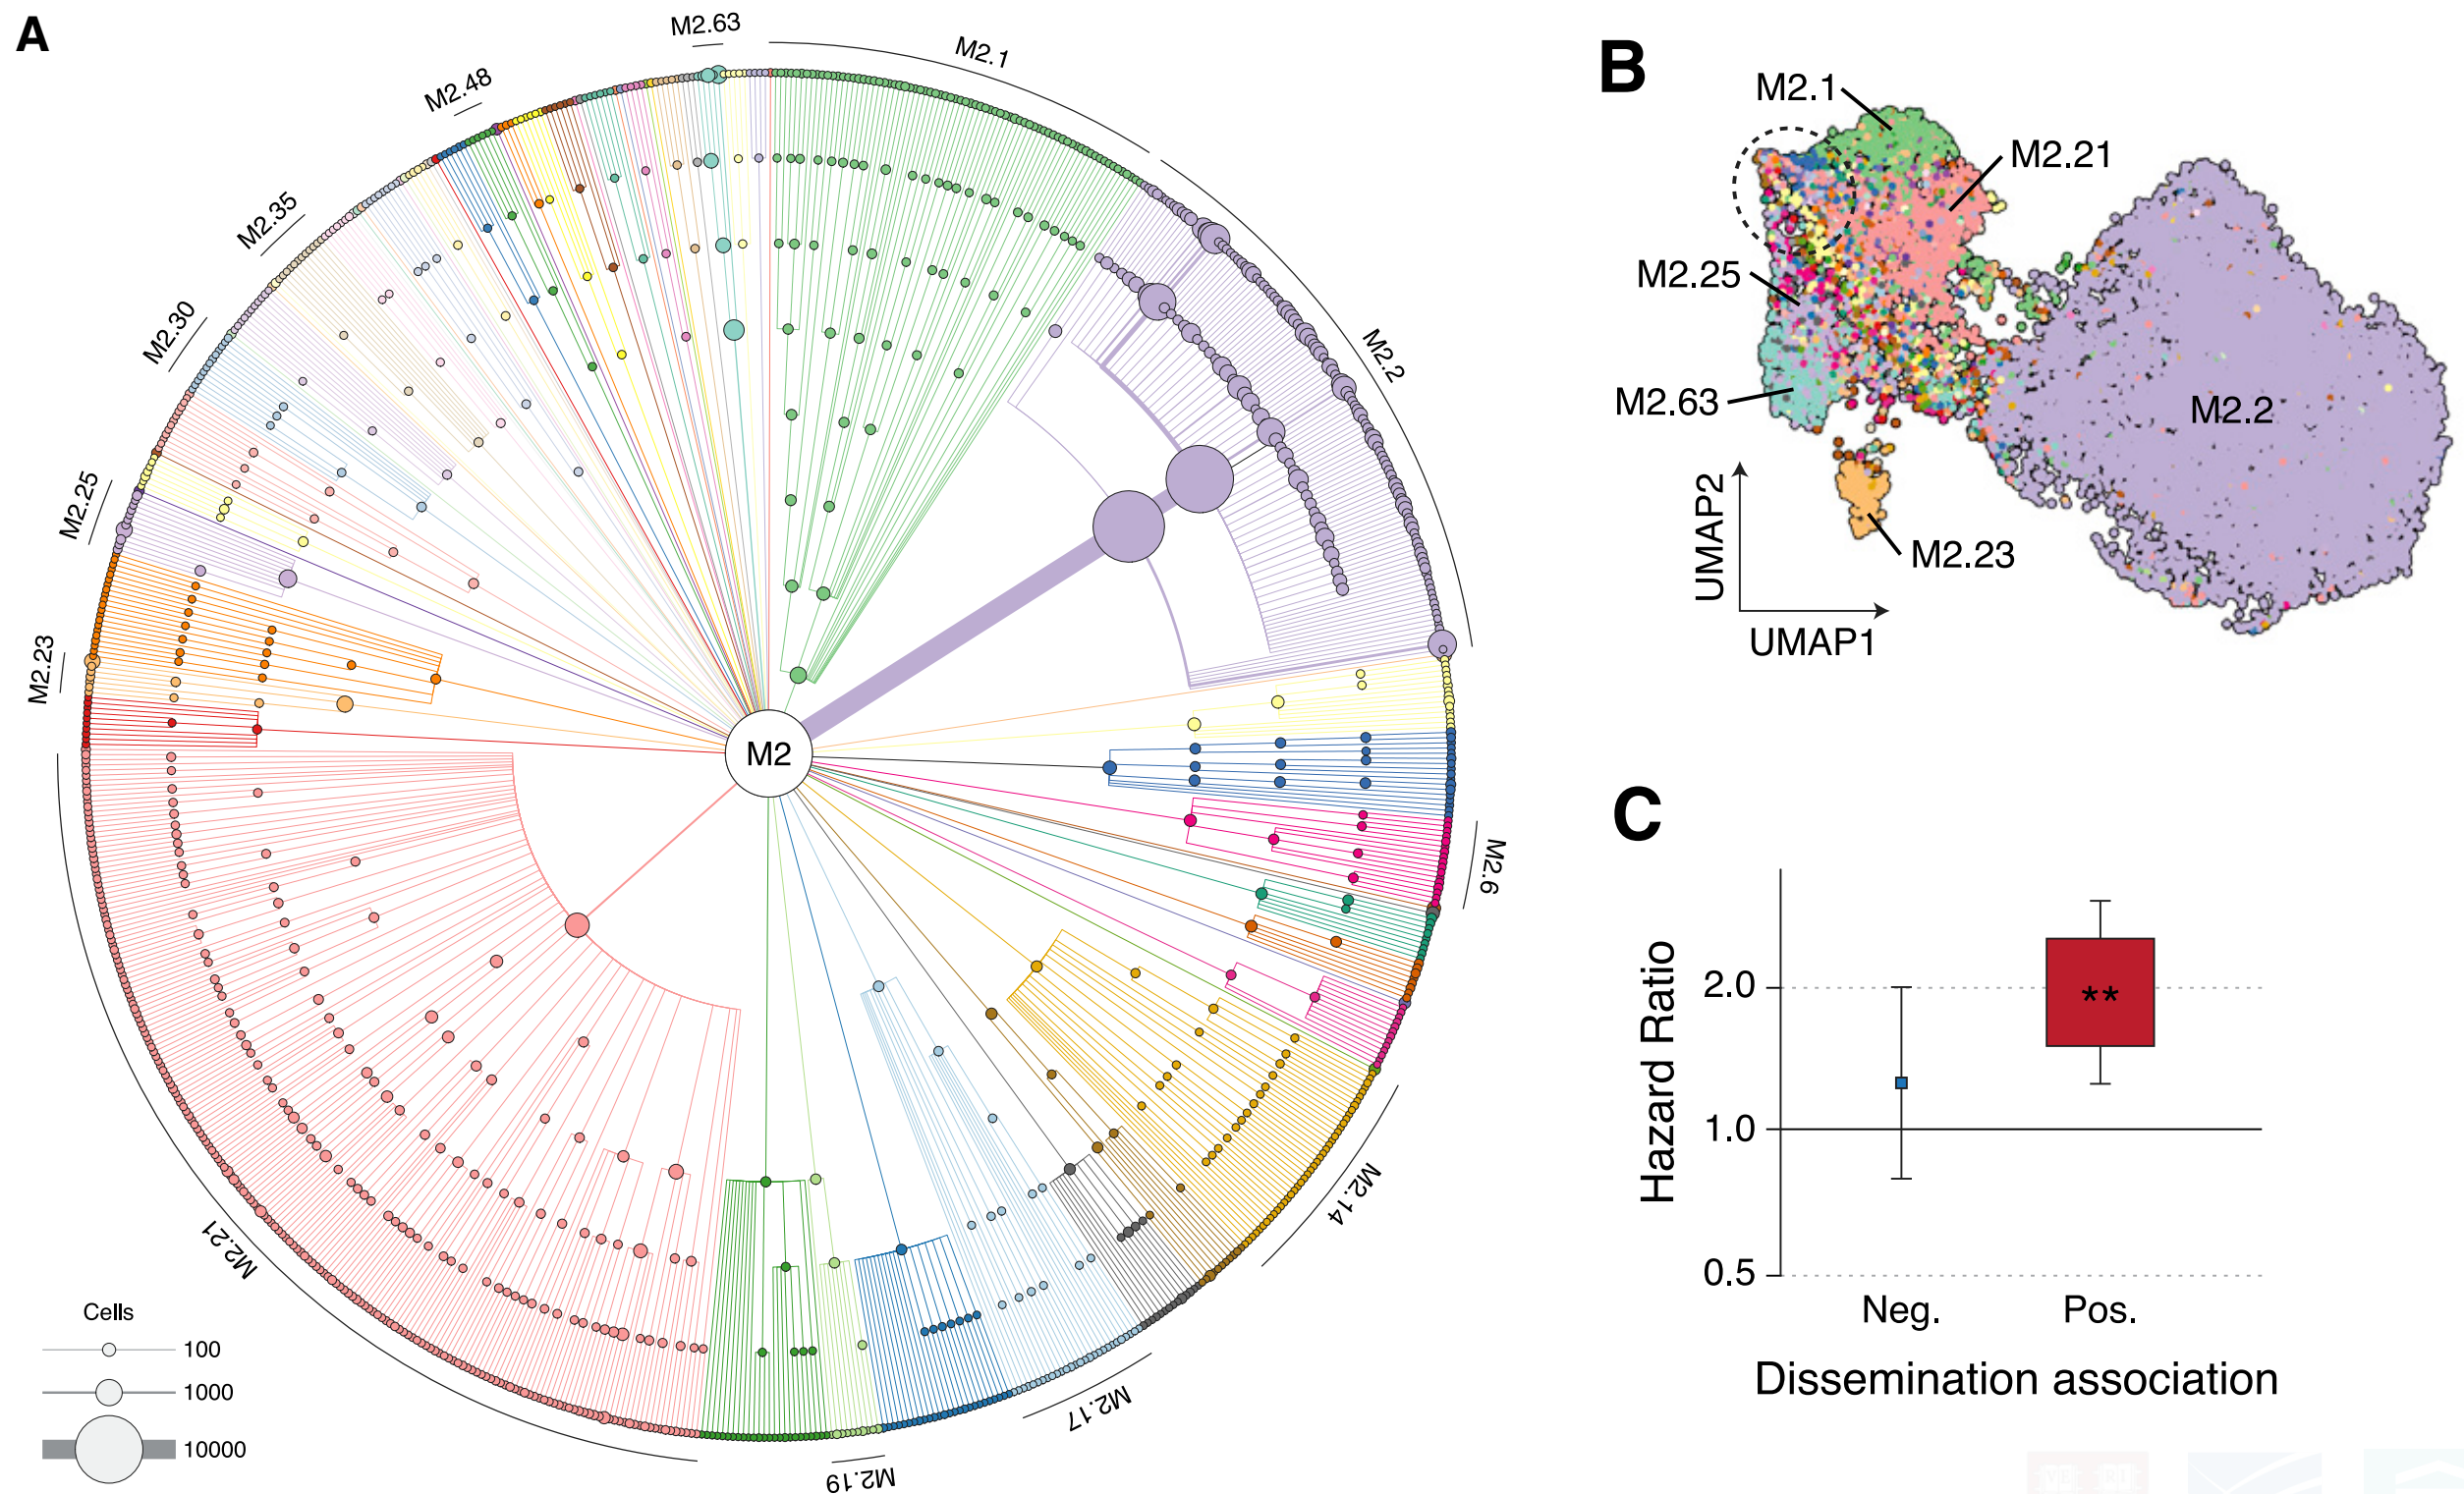 A
M2.63
M2.1
M2.48
M2.35
M2.30
M2.25
M2.23
M2.2
M2
M2.6
M2.14
M2.17
M2.19
M2.21
Cells
100
1000
10000
B
M2.1
M2.21
M2.25
M2.63
M2.2
M2.23
UMAP2
UMAP1
C
Hazard Ratio
2.0
1.0
0.5
**
Neg. Pos.
Dissemination association